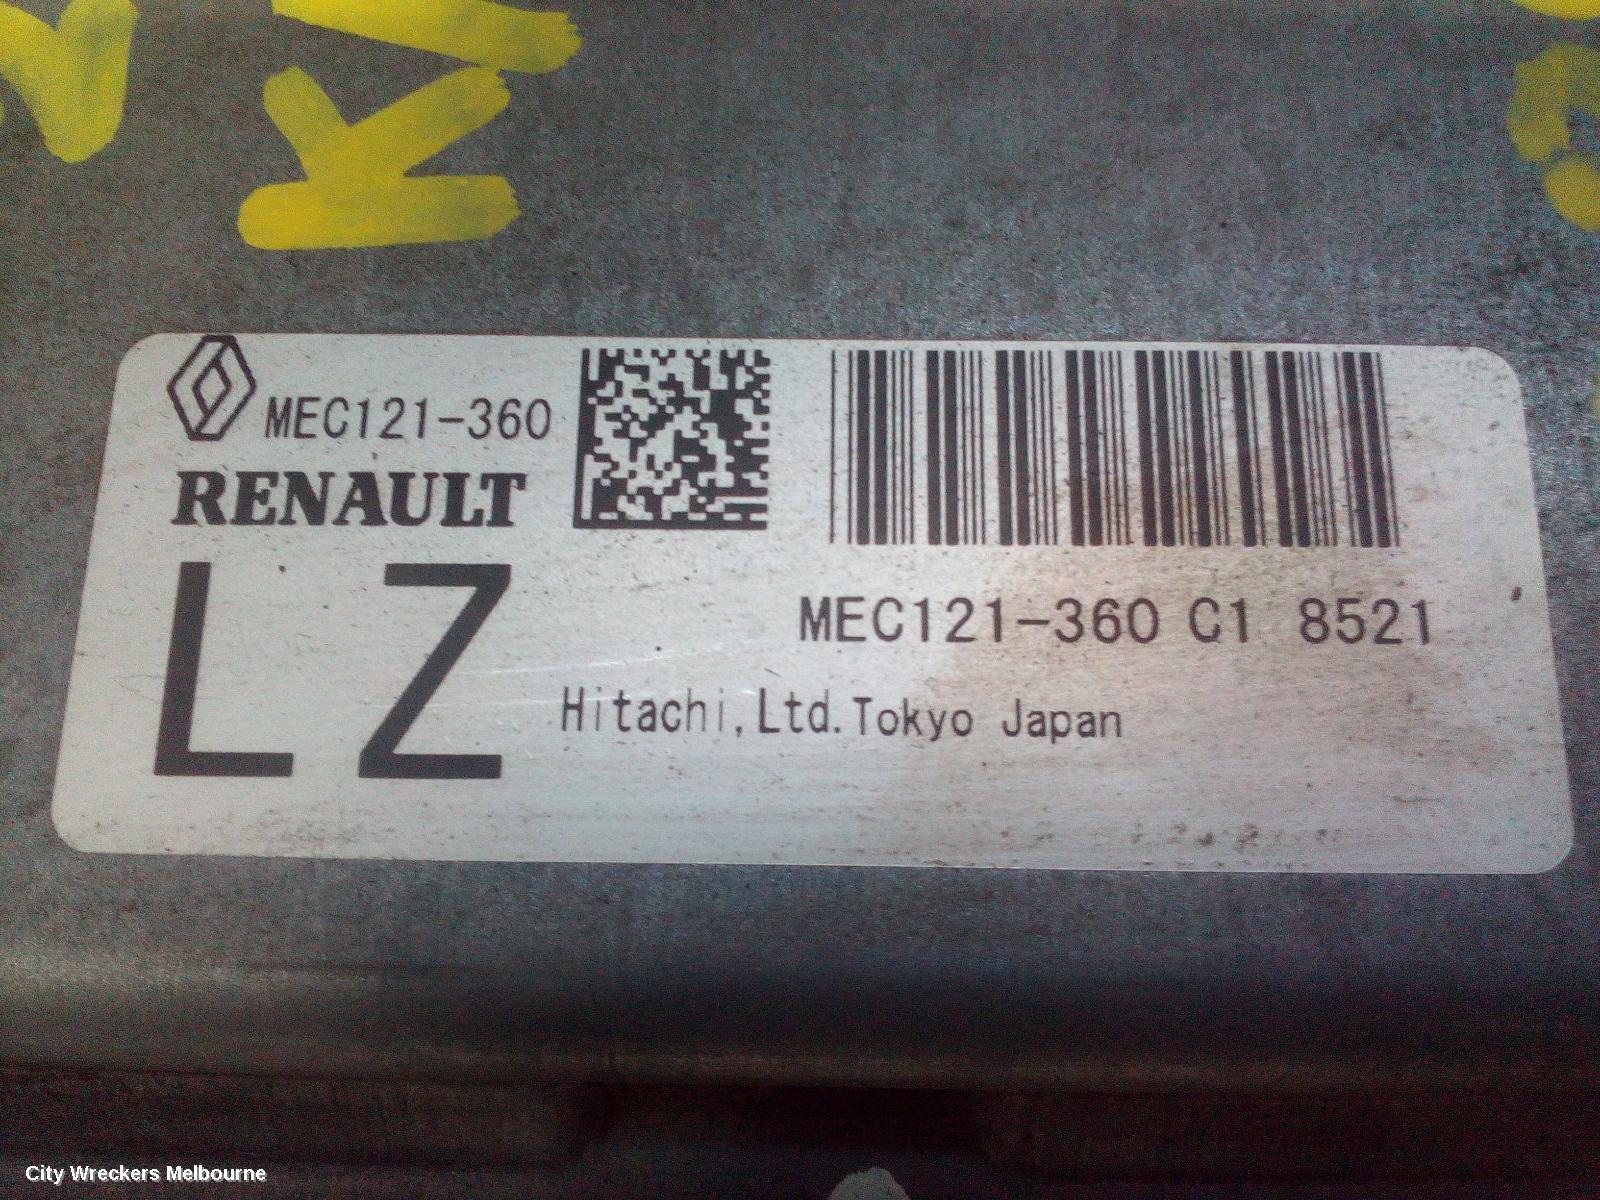 MEC121-360
RENAULT
LZ
MEC121-360 C1 8521
Hitachi,Ltd.Tokyo Japan
City Wreckers Melbourne